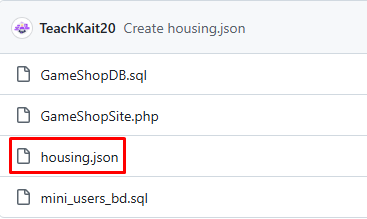 TeachKait20 Create housing.json
GameShopDB.sql
GameShopSite.php
housing.json
mini_users_bd.sql